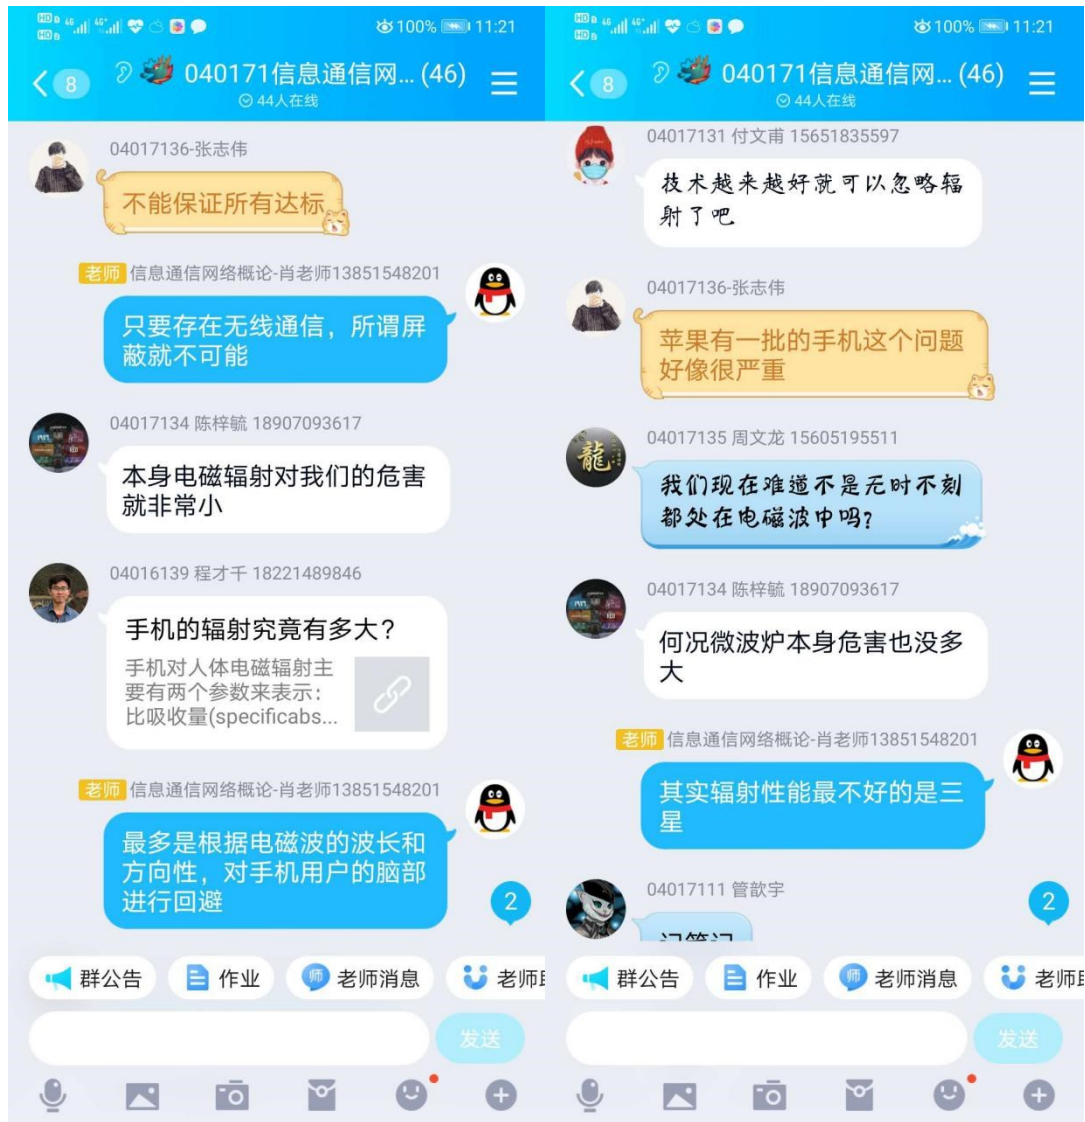 100% 11:21
8
040171信息通信网... (46)
44人在线
04017136-张志伟
不能保证所有达标
老师 信息通信网络概论-肖老师13851548201
只要存在无线通信，所谓屏
蔽就不可能
04017134 陈梓毓 18907093617
本身电磁辐射对我们的危害
就非常小
04016139 程才千 18221489846
手机的辐射究竟有多大？
手机对人体电磁辐射主
要有两个参数来表示：
比吸收量(specificabs...
老师 信息通信网络概论-肖老师13851548201
最多是根据电磁波的波长和
方向性，对手机用户的脑部
进行回避
2
群公告 作业 师 老师消息 老师
发送
100% 11:21
8
040171信息通信网... (46)
44人在线
04017131 付文甫 15651835597
技术越来越好就可以忽略辐
射了吧
04017136-张志伟
苹果有一批的手机这个问题
好像很严重
龍
04017135 周文龙 15605195511
我们现在难道不是无时不刻
都处在电磁波中吗？
04017134 陈梓毓 18907093617
何况微波炉本身危害也没多
大
老师 信息通信网络概论-肖老师13851548201
其实辐射性能最不好的是三
星
04017111 管歆宇
记笔记
2
群公告 作业 师 老师消息 老师
发送